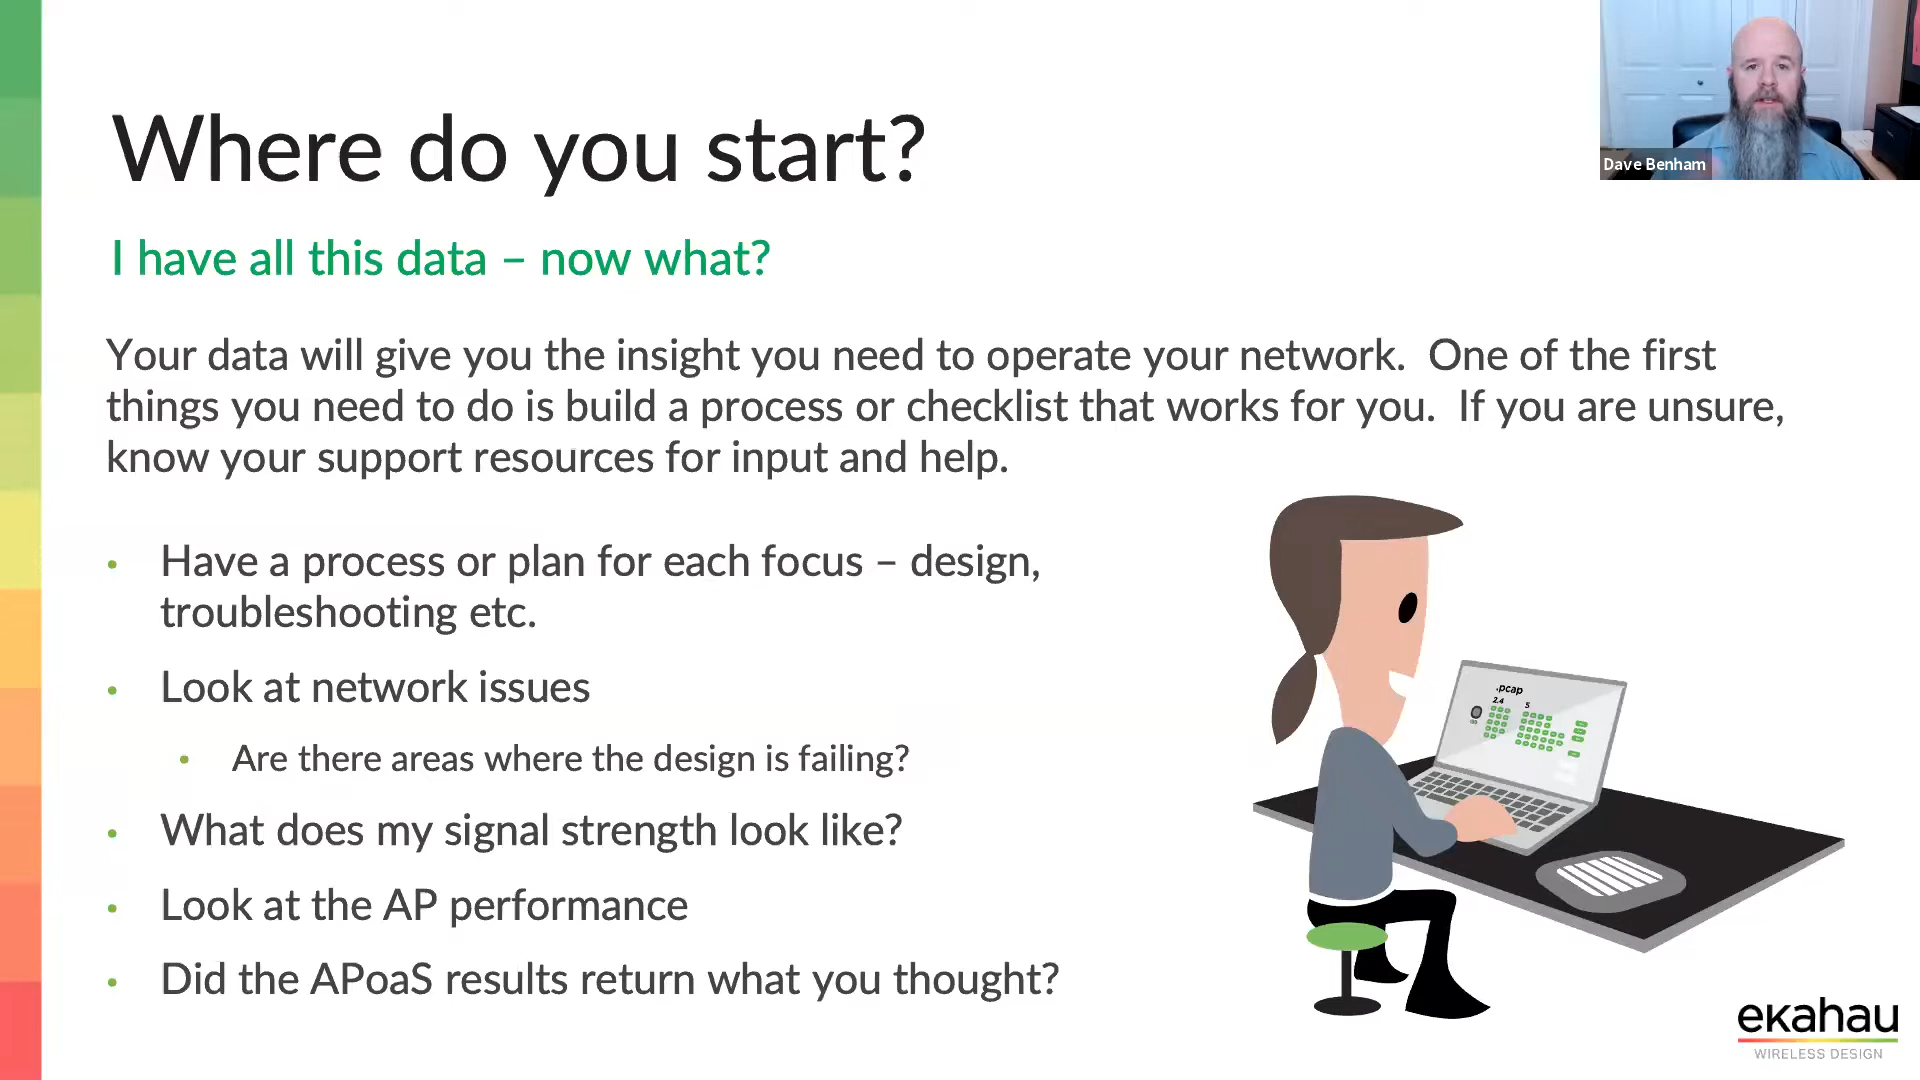 Where do you start?
Dave Benham
I have all this data – now what?
Your data will give you the insight you need to operate your network.  One of the first
things you need to do is build a process or checklist that works for you.  If you are unsure,
know your support resources for input and help.
• Have a process or plan for each focus – design,
troubleshooting etc.
• Look at network issues
• Are there areas where the design is failing?
• What does my signal strength look like?
• Look at the AP performance
• Did the APoaS results return what you thought?
.pcap
2.4 5
ekahau
WIRELESS DESIGN